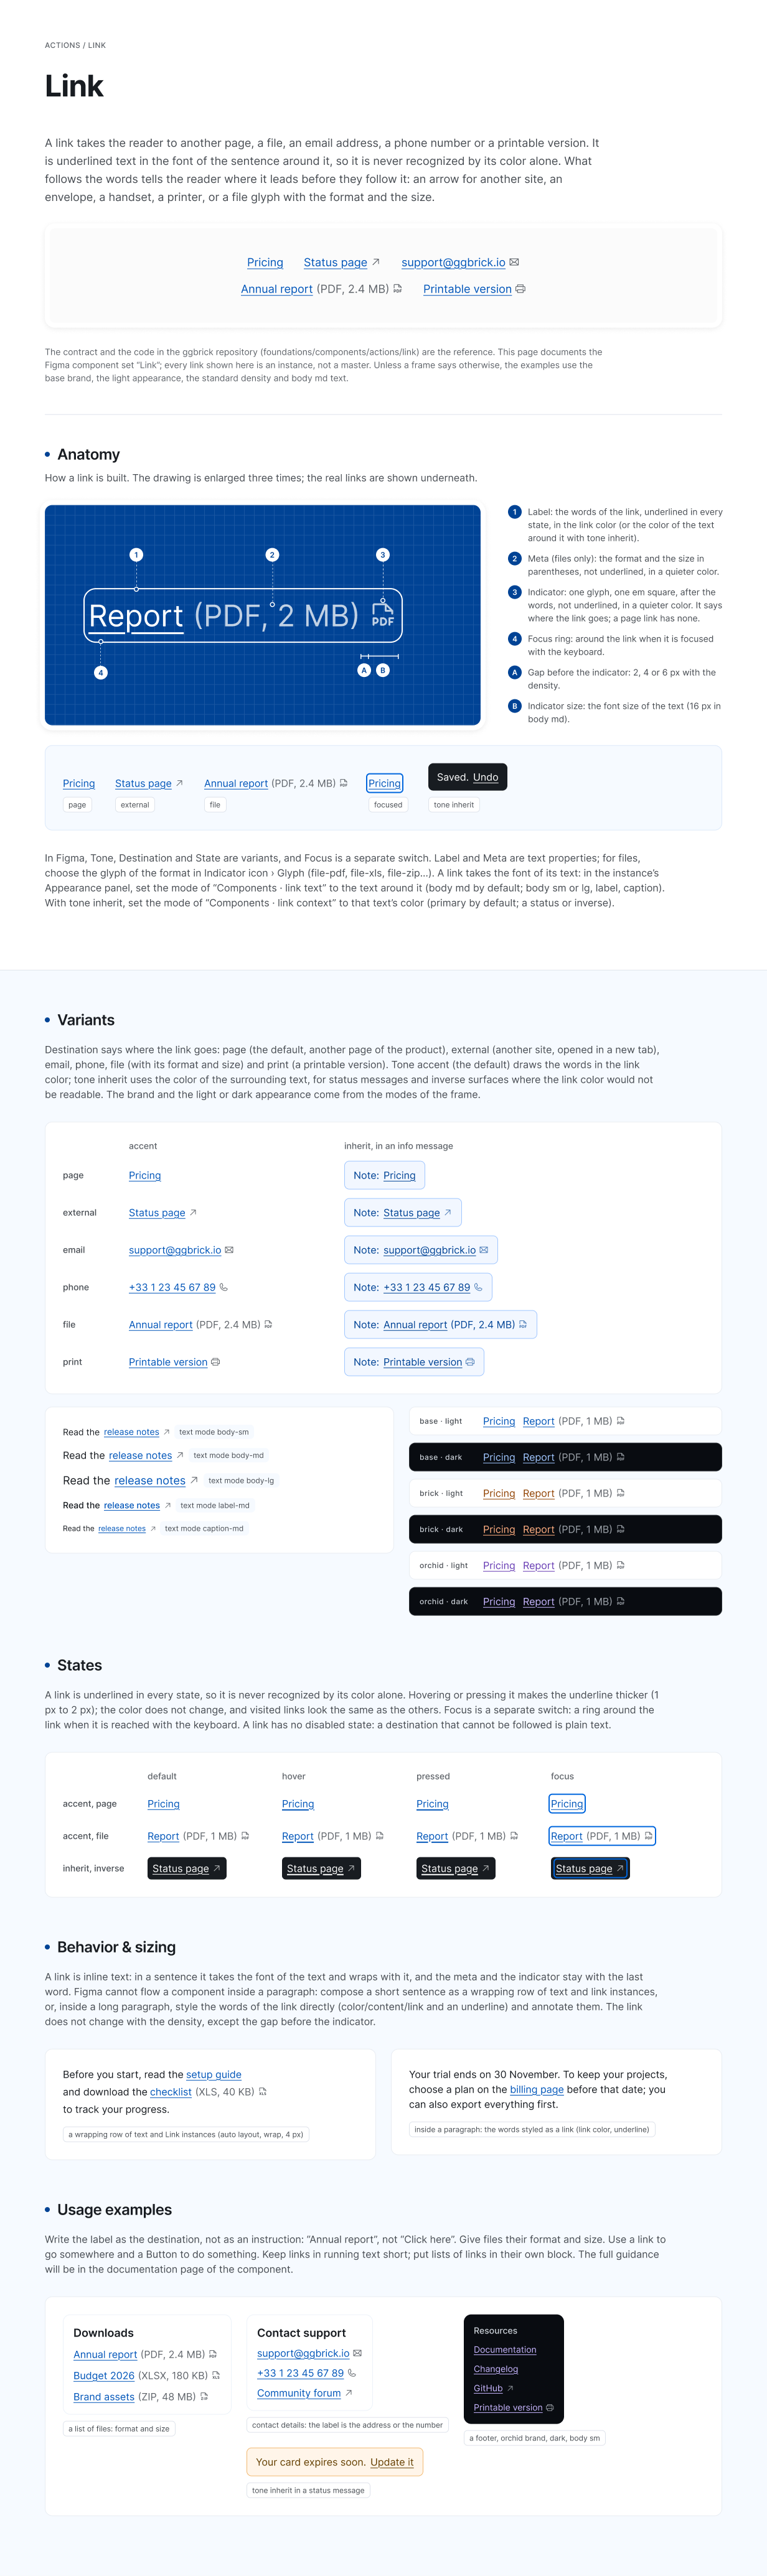 ACTIONS / LINK
Link
A link takes the reader to another page, a file, an email address, a phone number or a printable version. It
is underlined text in the font of the sentence around it, so it is never recognized by its color alone. What
follows the words tells the reader where it leads before they follow it: an arrow for another site, an
envelope, a handset, a printer, or a file glyph with the format and the size.
Pricing Status page support@ggbrick.io
Annual report (PDF, 2.4 MB) Printable version
The contract and the code in the ggbrick repository (foundations/components/actions/link) are the reference. This page documents the
Figma component set "Link"; every link shown here is an instance, not a master. Unless a frame says otherwise, the examples use the
base brand, the light appearance, the standard density and body md text.
Anatomy
How a link is built. The drawing is enlarged three times; the real links are shown underneath.
1 2 3
Report (PDF, 2 MB) PDF
4 A B
1 Label: the words of the link, underlined in every
state, in the link color (or the color of the text
around it with tone inherit).
2 Meta (files only): the format and the size in
parentheses, not underlined, in a quieter color.
3 Indicator: one glyph, one em square, after the
words, not underlined, in a quieter color. It says
where the link goes; a page link has none.
4 Focus ring: around the link when it is focused
with the keyboard.
A Gap before the indicator: 2, 4 or 6 px with the
density.
B Indicator size: the font size of the text (16 px in
body md).
Pricing Status page Annual report (PDF, 2.4 MB) Pricing Saved. Undo
page external file focused tone inherit
In Figma, Tone, Destination and State are variants, and Focus is a separate switch. Label and Meta are text properties; for files,
choose the glyph of the format in Indicator icon › Glyph (file-pdf, file-xls, file-zip…). A link takes the font of its text: in the instance's
Appearance panel, set the mode of "Components · link text" to the text around it (body md by default; body sm or lg, label, caption).
With tone inherit, set the mode of "Components · link context" to that text's color (primary by default; a status or inverse).
Variants
Destination says where the link goes: page (the default, another page of the product), external (another site, opened in a new tab),
email, phone, file (with its format and size) and print (a printable version). Tone accent (the default) draws the words in the link
color; tone inherit uses the color of the surrounding text, for status messages and inverse surfaces where the link color would not
be readable. The brand and the light or dark appearance come from the modes of the frame.
accent inherit, in an info message
page Pricing Note: Pricing
external Status page Note: Status page
email support@ggbrick.io Note: support@ggbrick.io
phone +33 1 23 45 67 89 Note: +33 1 23 45 67 89
file Annual report (PDF, 2.4 MB) Note: Annual report (PDF, 2.4 MB)
print Printable version Note: Printable version
Read the release notes text mode body-sm
Read the release notes text mode body-md
Read the release notes text mode body-lg
Read the release notes text mode label-md
Read the release notes text mode caption-md
base · light Pricing Report (PDF, 1 MB)
base · dark Pricing Report (PDF, 1 MB)
brick · light Pricing Report (PDF, 1 MB)
brick · dark Pricing Report (PDF, 1 MB)
orchid · light Pricing Report (PDF, 1 MB)
orchid · dark Pricing Report (PDF, 1 MB)
States
A link is underlined in every state, so it is never recognized by its color alone. Hovering or pressing it makes the underline thicker (1
px to 2 px); the color does not change, and visited links look the same as the others. Focus is a separate switch: a ring around the
link when it is reached with the keyboard. A link has no disabled state: a destination that cannot be followed is plain text.
default hover pressed focus
accent, page Pricing Pricing Pricing Pricing
accent, file Report (PDF, 1 MB) Report (PDF, 1 MB) Report (PDF, 1 MB) Report (PDF, 1 MB)
inherit, inverse Status page Status page Status page Status page
Behavior & sizing
A link is inline text: in a sentence it takes the font of the text and wraps with it, and the meta and the indicator stay with the last
word. Figma cannot flow a component inside a paragraph: compose a short sentence as a wrapping row of text and link instances,
or, inside a long paragraph, style the words of the link directly (color/content/link and an underline) and annotate them. The link
does not change with the density, except the gap before the indicator.
Before you start, read the setup guide
and download the checklist (XLS, 40 KB)
to track your progress.
a wrapping row of text and Link instances (auto layout, wrap, 4 px)
Your trial ends on 30 November. To keep your projects,
choose a plan on the billing page before that date; you
can also export everything first.
inside a paragraph: the words styled as a link (link color, underline)
Usage examples
Write the label as the destination, not as an instruction: "Annual report", not "Click here". Give files their format and size. Use a link to
go somewhere and a Button to do something. Keep links in running text short; put lists of links in their own block. The full guidance
will be in the documentation page of the component.
Downloads
Annual report (PDF, 2.4 MB)
Budget 2026 (XLSX, 180 KB)
Brand assets (ZIP, 48 MB)
a list of files: format and size
Contact support
support@ggbrick.io
+33 1 23 45 67 89
Community forum
contact details: the label is the address or the number
Your card expires soon. Update it
tone inherit in a status message
Resources
Documentation
Changelog
GitHub
Printable version
a footer, orchid brand, dark, body sm